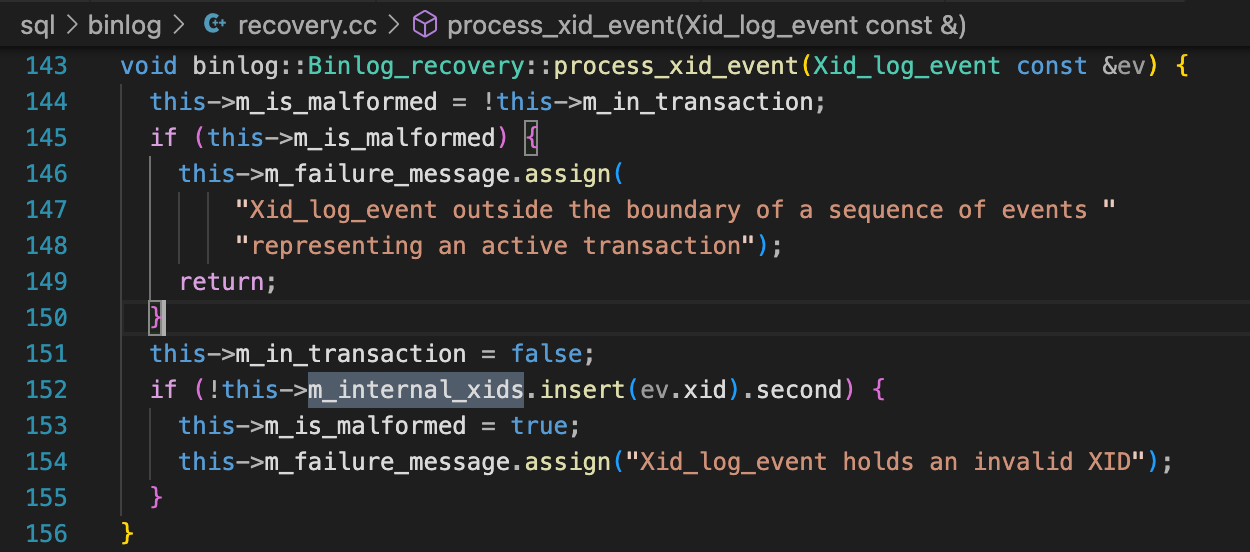 sql > binlog > recovery.cc > process_xid_event(Xid_log_event const &)
143 void binlog::Binlog_recovery::process_xid_event(Xid_log_event const &ev) {
144   this->m_is_malformed = !this->m_in_transaction;
145   if (this->m_is_malformed) {
146     this->m_failure_message.assign(
147         "Xid_log_event outside the boundary of a sequence of events "
148         "representing an active transaction");
149     return;
150   }
151   this->m_in_transaction = false;
152   if (!this->m_internal_xids.insert(ev.xid).second) {
153     this->m_is_malformed = true;
154     this->m_failure_message.assign("Xid_log_event holds an invalid XID");
155   }
156 }